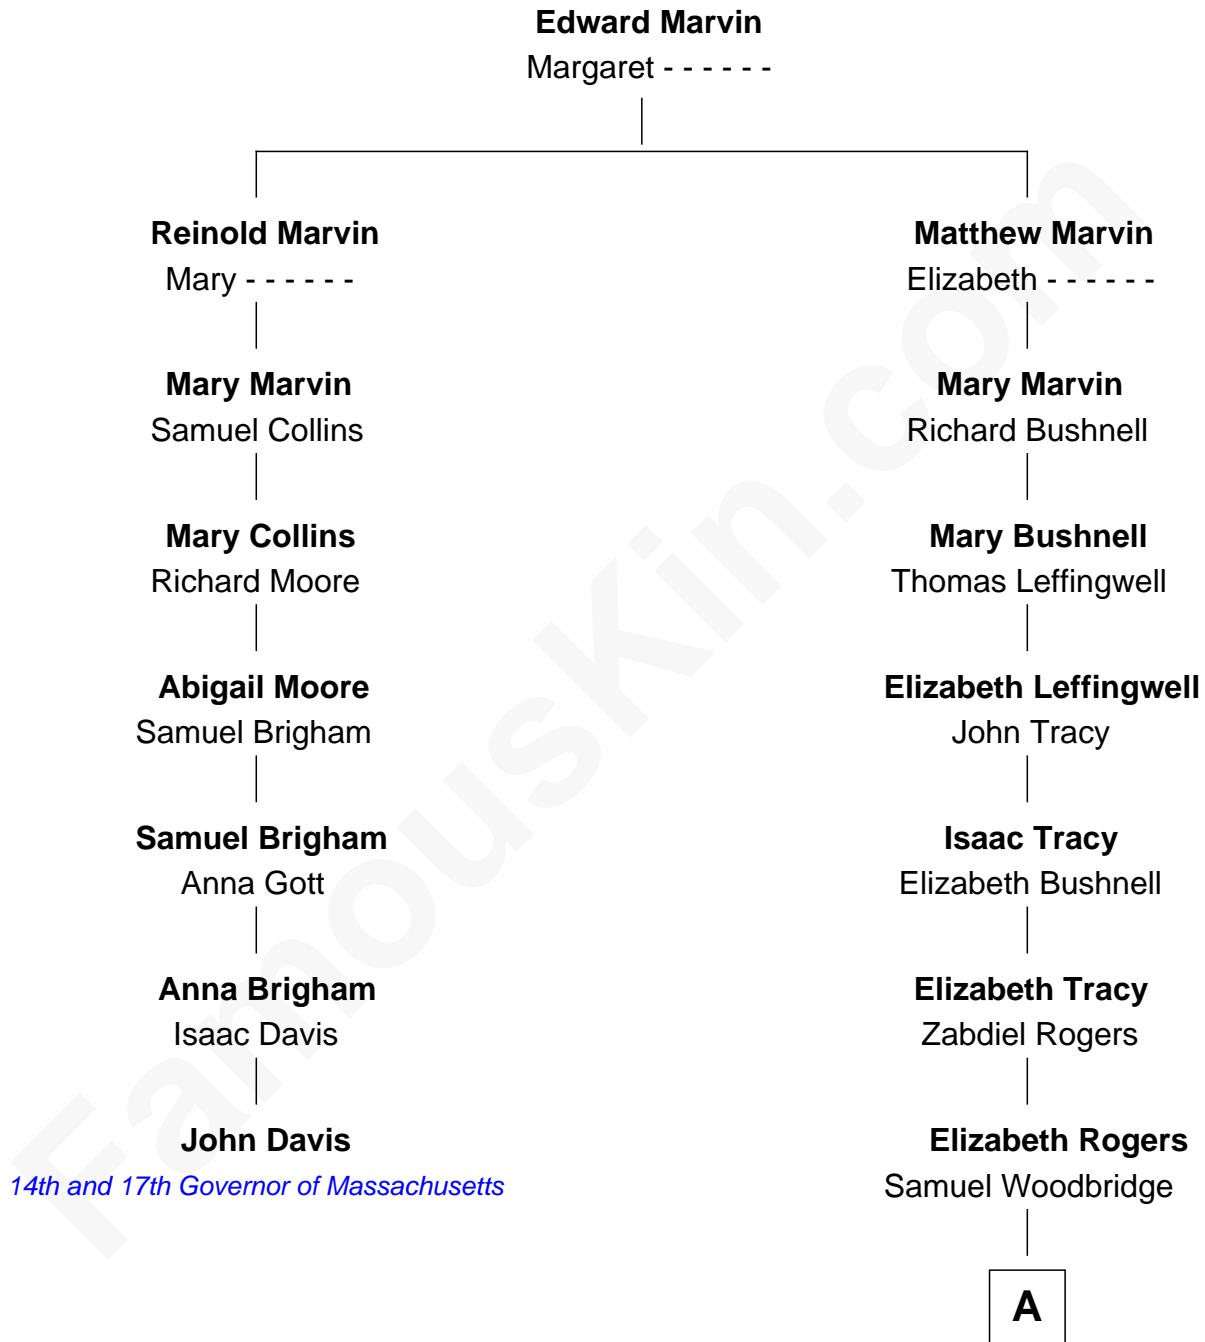 Edward Marvin
Margaret - - - - - -
Reinold Marvin
Mary - - - - - -
Mary Marvin
Samuel Collins
Mary Collins
Richard Moore
Abigail Moore
Samuel Brigham
Samuel Brigham
Anna Gott
Anna Brigham
Isaac Davis
John Davis
14th and 17th Governor of Massachusetts
Matthew Marvin
Elizabeth - - - - - -
Mary Marvin
Richard Bushnell
Mary Bushnell
Thomas Leffingwell
Elizabeth Leffingwell
John Tracy
Isaac Tracy
Elizabeth Bushnell
Elizabeth Tracy
Zabdiel Rogers
Elizabeth Rogers
Samuel Woodbridge
A
FamousKin.com